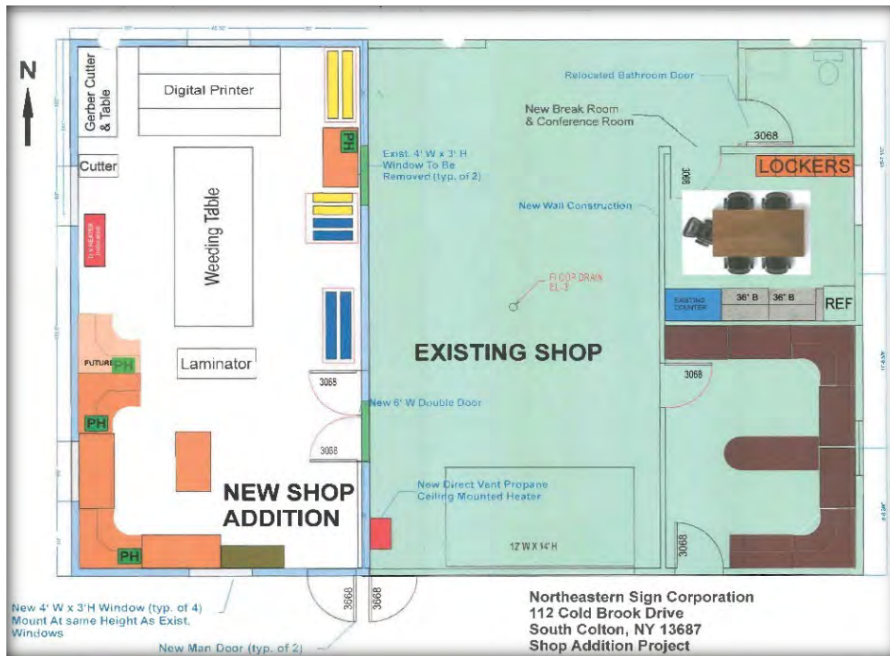 N
Gerber Cutter
& Table
Digital Printer
Cutter
Weeding Table
Laminator
FUTURE
PH
PH
PH
PH
3068
3068
NEW SHOP
ADDITION
Exist. 4' W x 3' H
Window To Be
Removed (typ. of 2)
New 6' W Double Door
New Direct Vent Propane
Ceiling Mounted Heater
EXISTING SHOP
FLOOR DRAIN
12' W X 14' H
Relocated Bathroom Door
New Break Room
& Conference Room
New Wall Construction
3068
LOCKERS
EXISTING
COUNTER
36" B
36" B
REF
3068
3068
3668
3668
New 4' W x 3'H Window (typ. of 4)
Mount At same Height As Exist.
Windows
New Man Door (typ. of 2)
Northeastern Sign Corporation
112 Cold Brook Drive
South Colton, NY 13687
Shop Addition Project